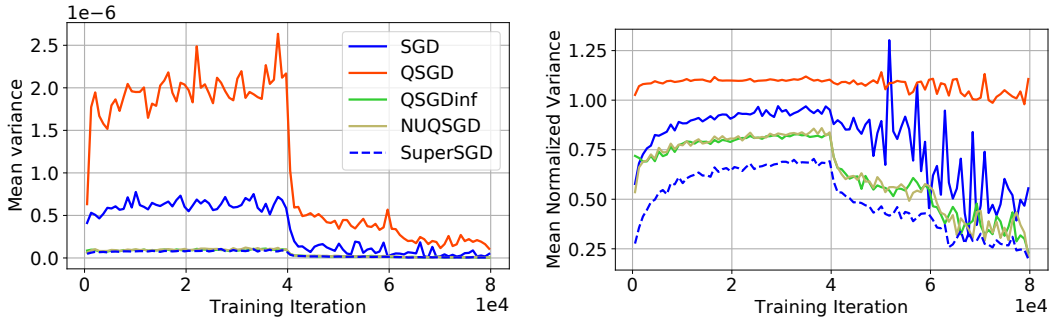 1e−6
Mean variance
2.5
2.0
1.5
1.0
0.5
0.0
SGD
QSGD
QSGDinf
NUQSGD
SuperSGD
0 2 4 6 8
Training Iteration 1e4
Mean Normalized Variance
1.25
1.00
0.75
0.50
0.25
0 2 4 6 8
Training Iteration 1e4